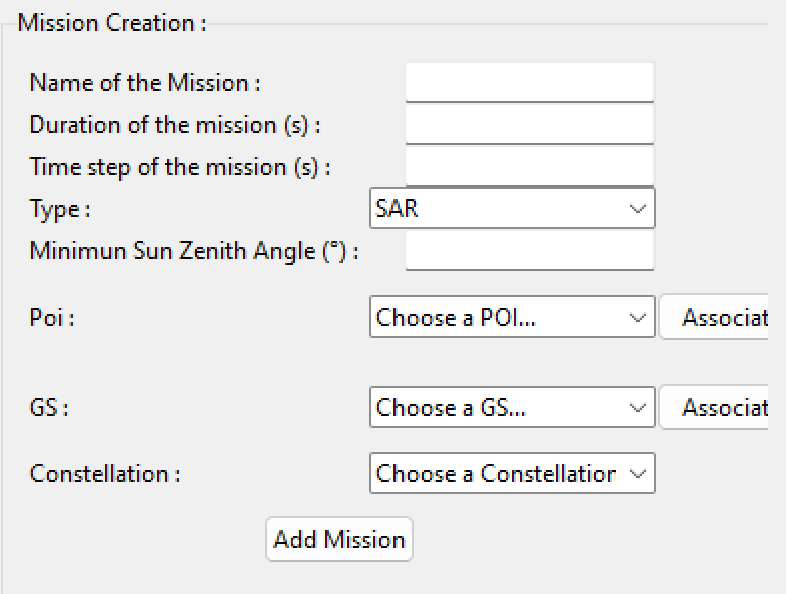 Mission Creation :
Name of the Mission :
Duration of the mission (s) :
Time step of the mission (s) :
Type : SAR
Minimun Sun Zenith Angle (°) :
Poi : Choose a POI... Associat
GS : Choose a GS... Associat
Constellation : Choose a Constellation
Add Mission